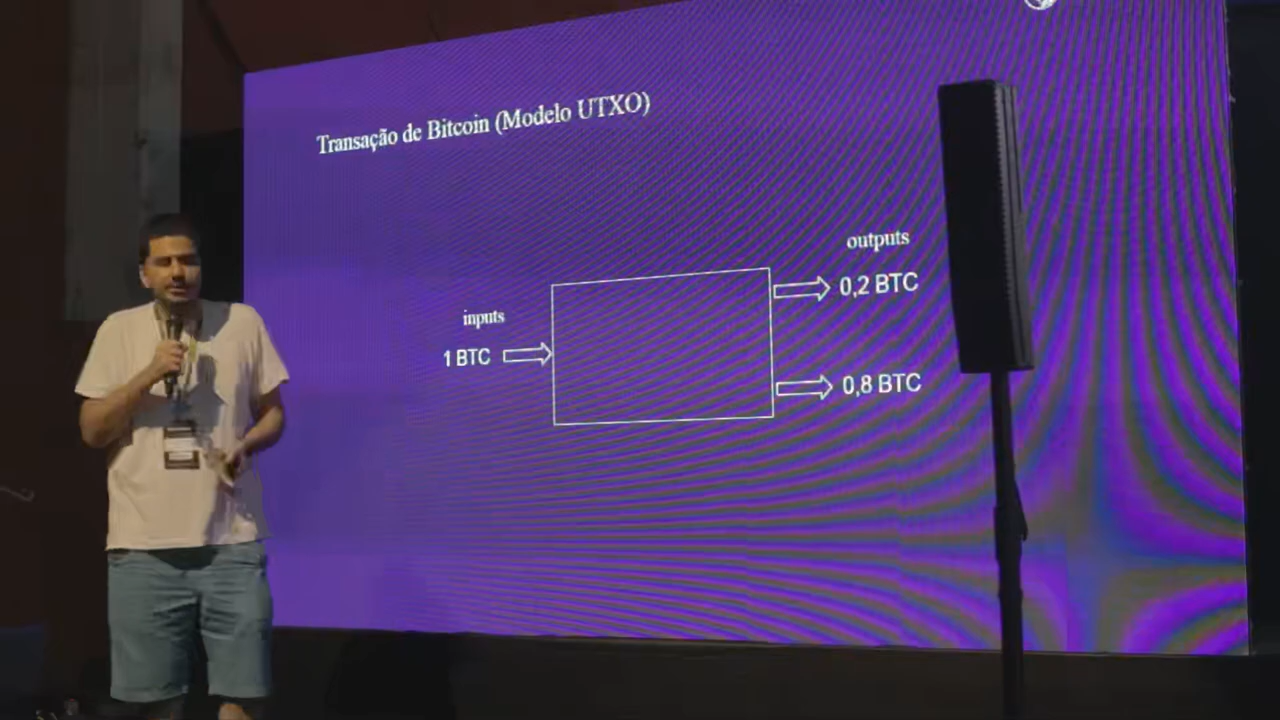 Transação de Bitcoin (Modelo UTXO)
outputs
0,2 BTC
inputs
1 BTC
0,8 BTC